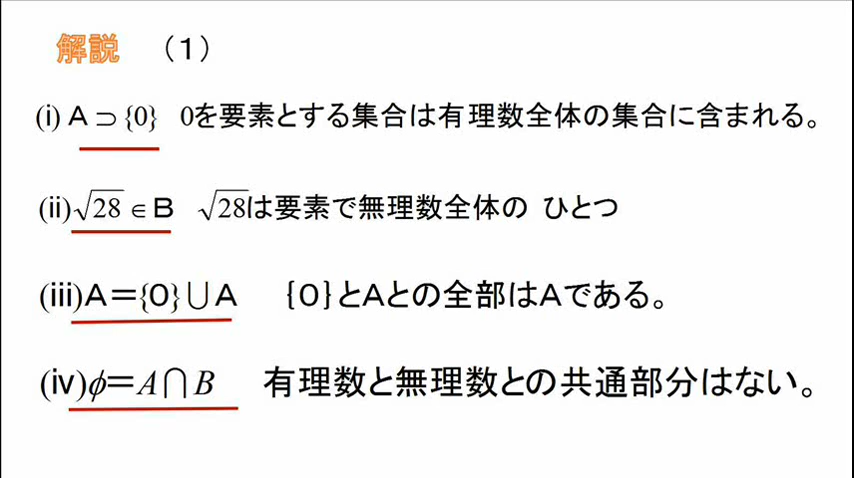 解説 （１）
(i) A ⊃ {0} 0を要素とする集合は有理数全体の集合に含まれる。
(ii) √28 ∈ B √28は要素で無理数全体の ひとつ
(iii) A＝{0}∪A {0}とAとの全部はAである。
(iv) φ＝A∩B 有理数と無理数との共通部分はない。